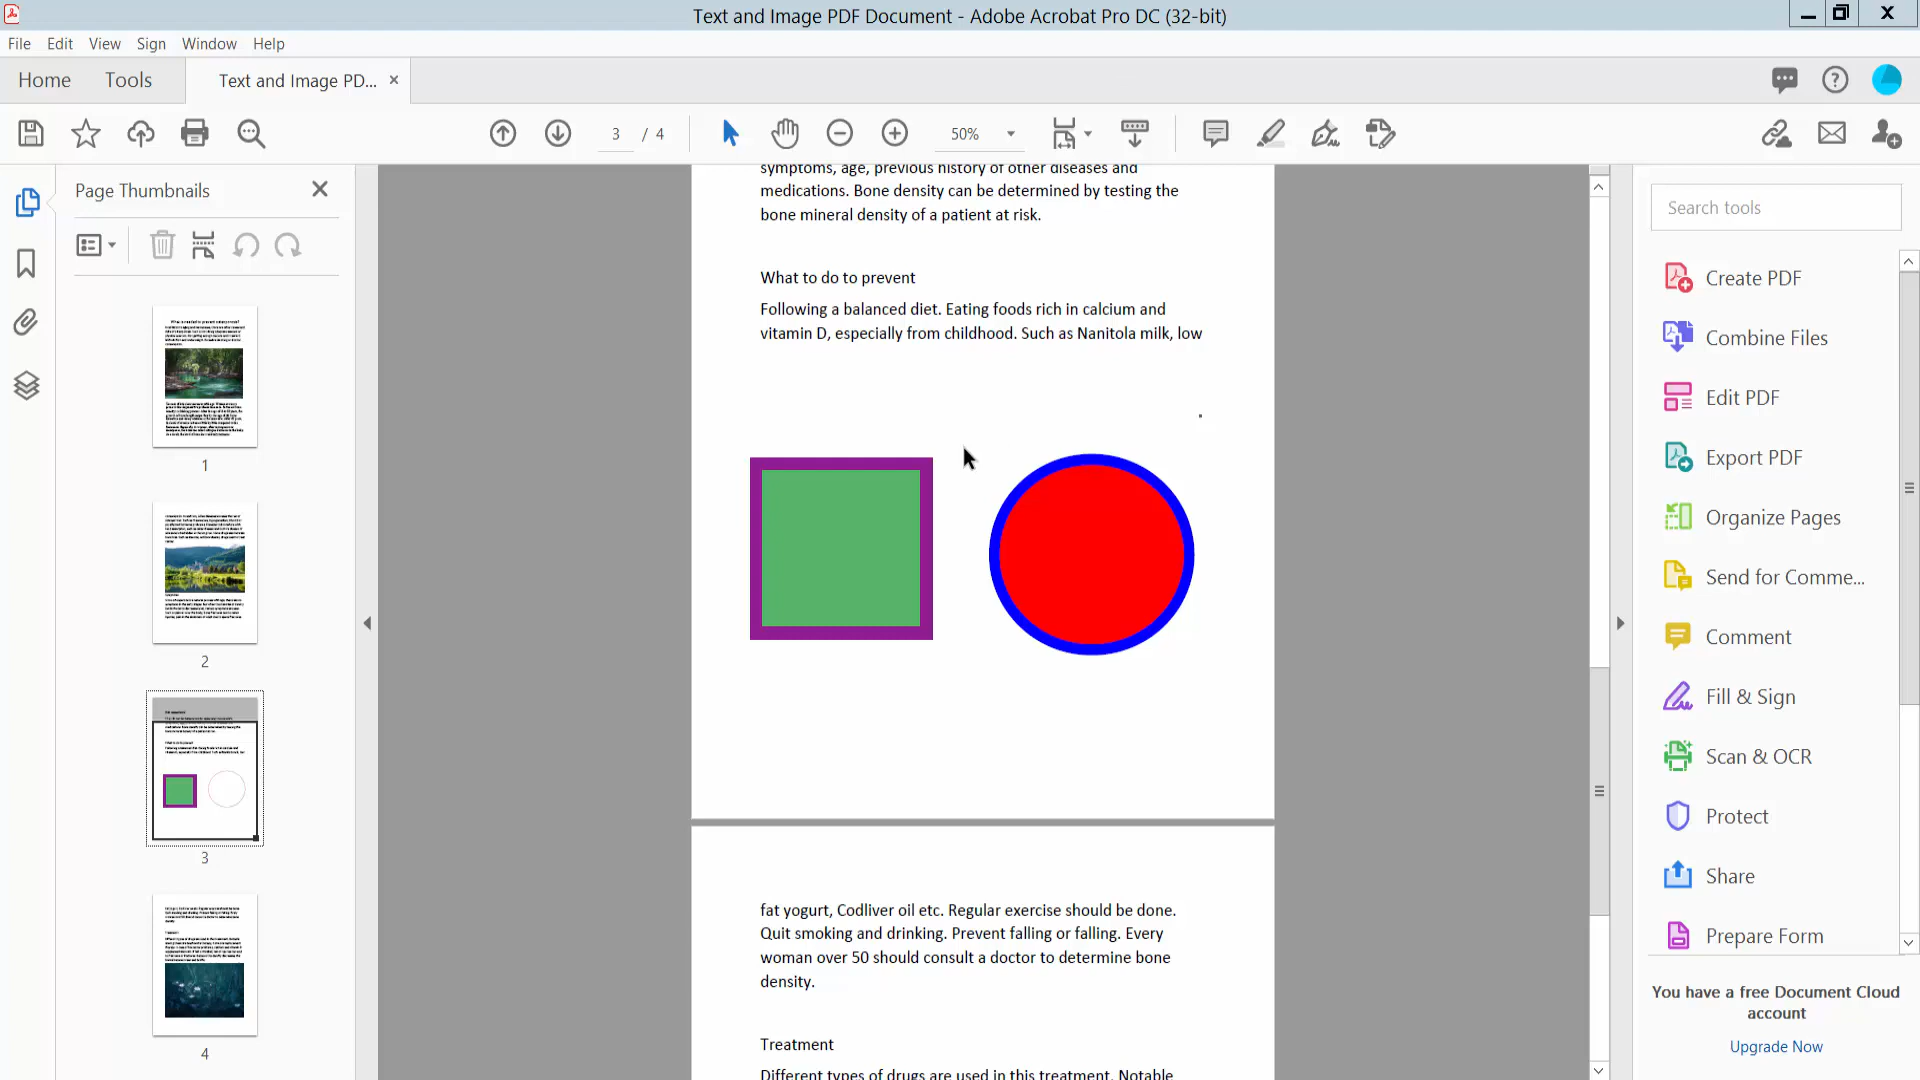 Text and Image PDF Document - Adobe Acrobat Pro DC (32-bit)
File Edit View Sign Window Help
Home Tools Text and Image PD...
3 / 4 50%
Page Thumbnails
1
2
3
4
symptoms, age, previous history of other diseases and
medications. Bone density can be determined by testing the
bone mineral density of a patient at risk.
What to do to prevent
Following a balanced diet. Eating foods rich in calcium and
vitamin D, especially from childhood. Such as Nanitola milk, low
fat yogurt, Codliver oil etc. Regular exercise should be done.
Quit smoking and drinking. Prevent falling or falling. Every
woman over 50 should consult a doctor to determine bone
density.
Treatment
Different types of drugs are used in this treatment. Notable
Search tools
Create PDF
Combine Files
Edit PDF
Export PDF
Organize Pages
Send for Comme...
Comment
Fill & Sign
Scan & OCR
Protect
Share
Prepare Form
You have a free Document Cloud
account
Upgrade Now